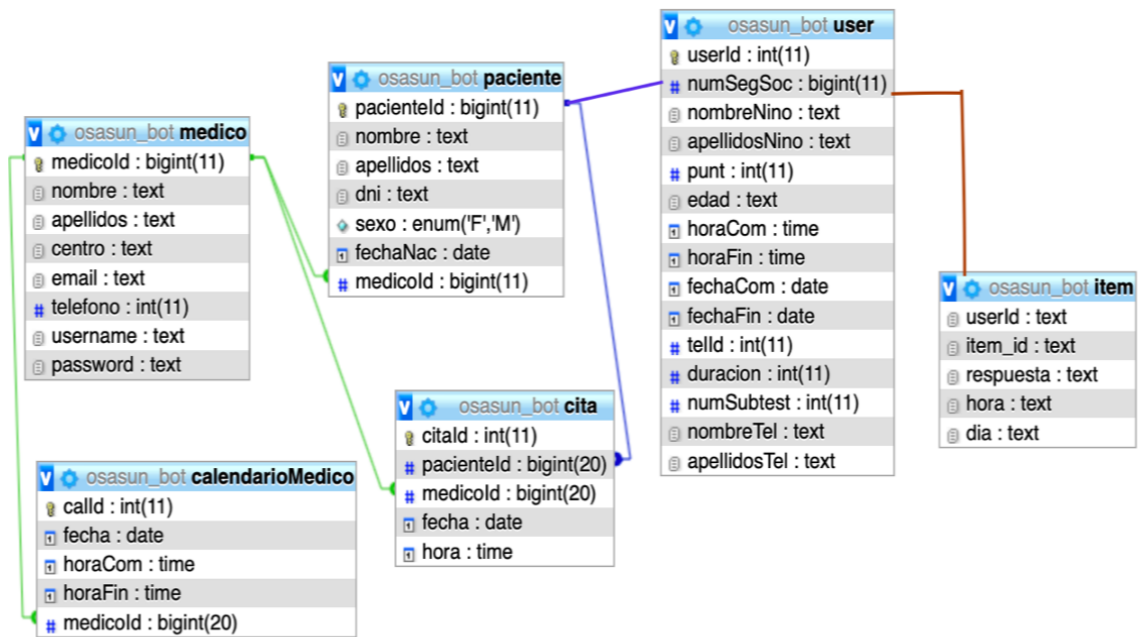 osasun_bot medico
medicoId : bigint(11)
nombre : text
apellidos : text
centro : text
email : text
telefono : int(11)
username : text
password : text
osasun_bot paciente
pacienteId : bigint(11)
nombre : text
apellidos : text
dni : text
sexo : enum('F','M')
fechaNac : date
medicoId : bigint(11)
osasun_bot user
userId : int(11)
numSegSoc : bigint(11)
nombreNino : text
apellidosNino : text
punt : int(11)
edad : text
horaCom : time
horaFin : time
fechaCom : date
fechaFin : date
telId : int(11)
duracion : int(11)
numSubtest : int(11)
nombreTel : text
apellidosTel : text
osasun_bot item
userId : text
item_id : text
respuesta : text
hora : text
dia : text
osasun_bot cita
citaId : int(11)
pacienteId : bigint(20)
medicoId : bigint(20)
fecha : date
hora : time
osasun_bot calendarioMedico
calId : int(11)
fecha : date
horaCom : time
horaFin : time
medicoId : bigint(20)